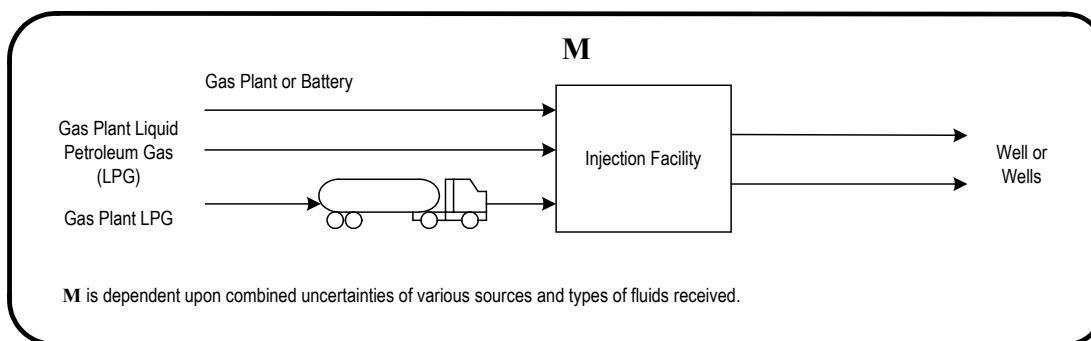 M
Gas Plant or Battery
Gas Plant Liquid
Petroleum Gas
(LPG)
Gas Plant LPG
Injection Facility
Well or
Wells
M is dependent upon combined uncertainties of various sources and types of fluids received.